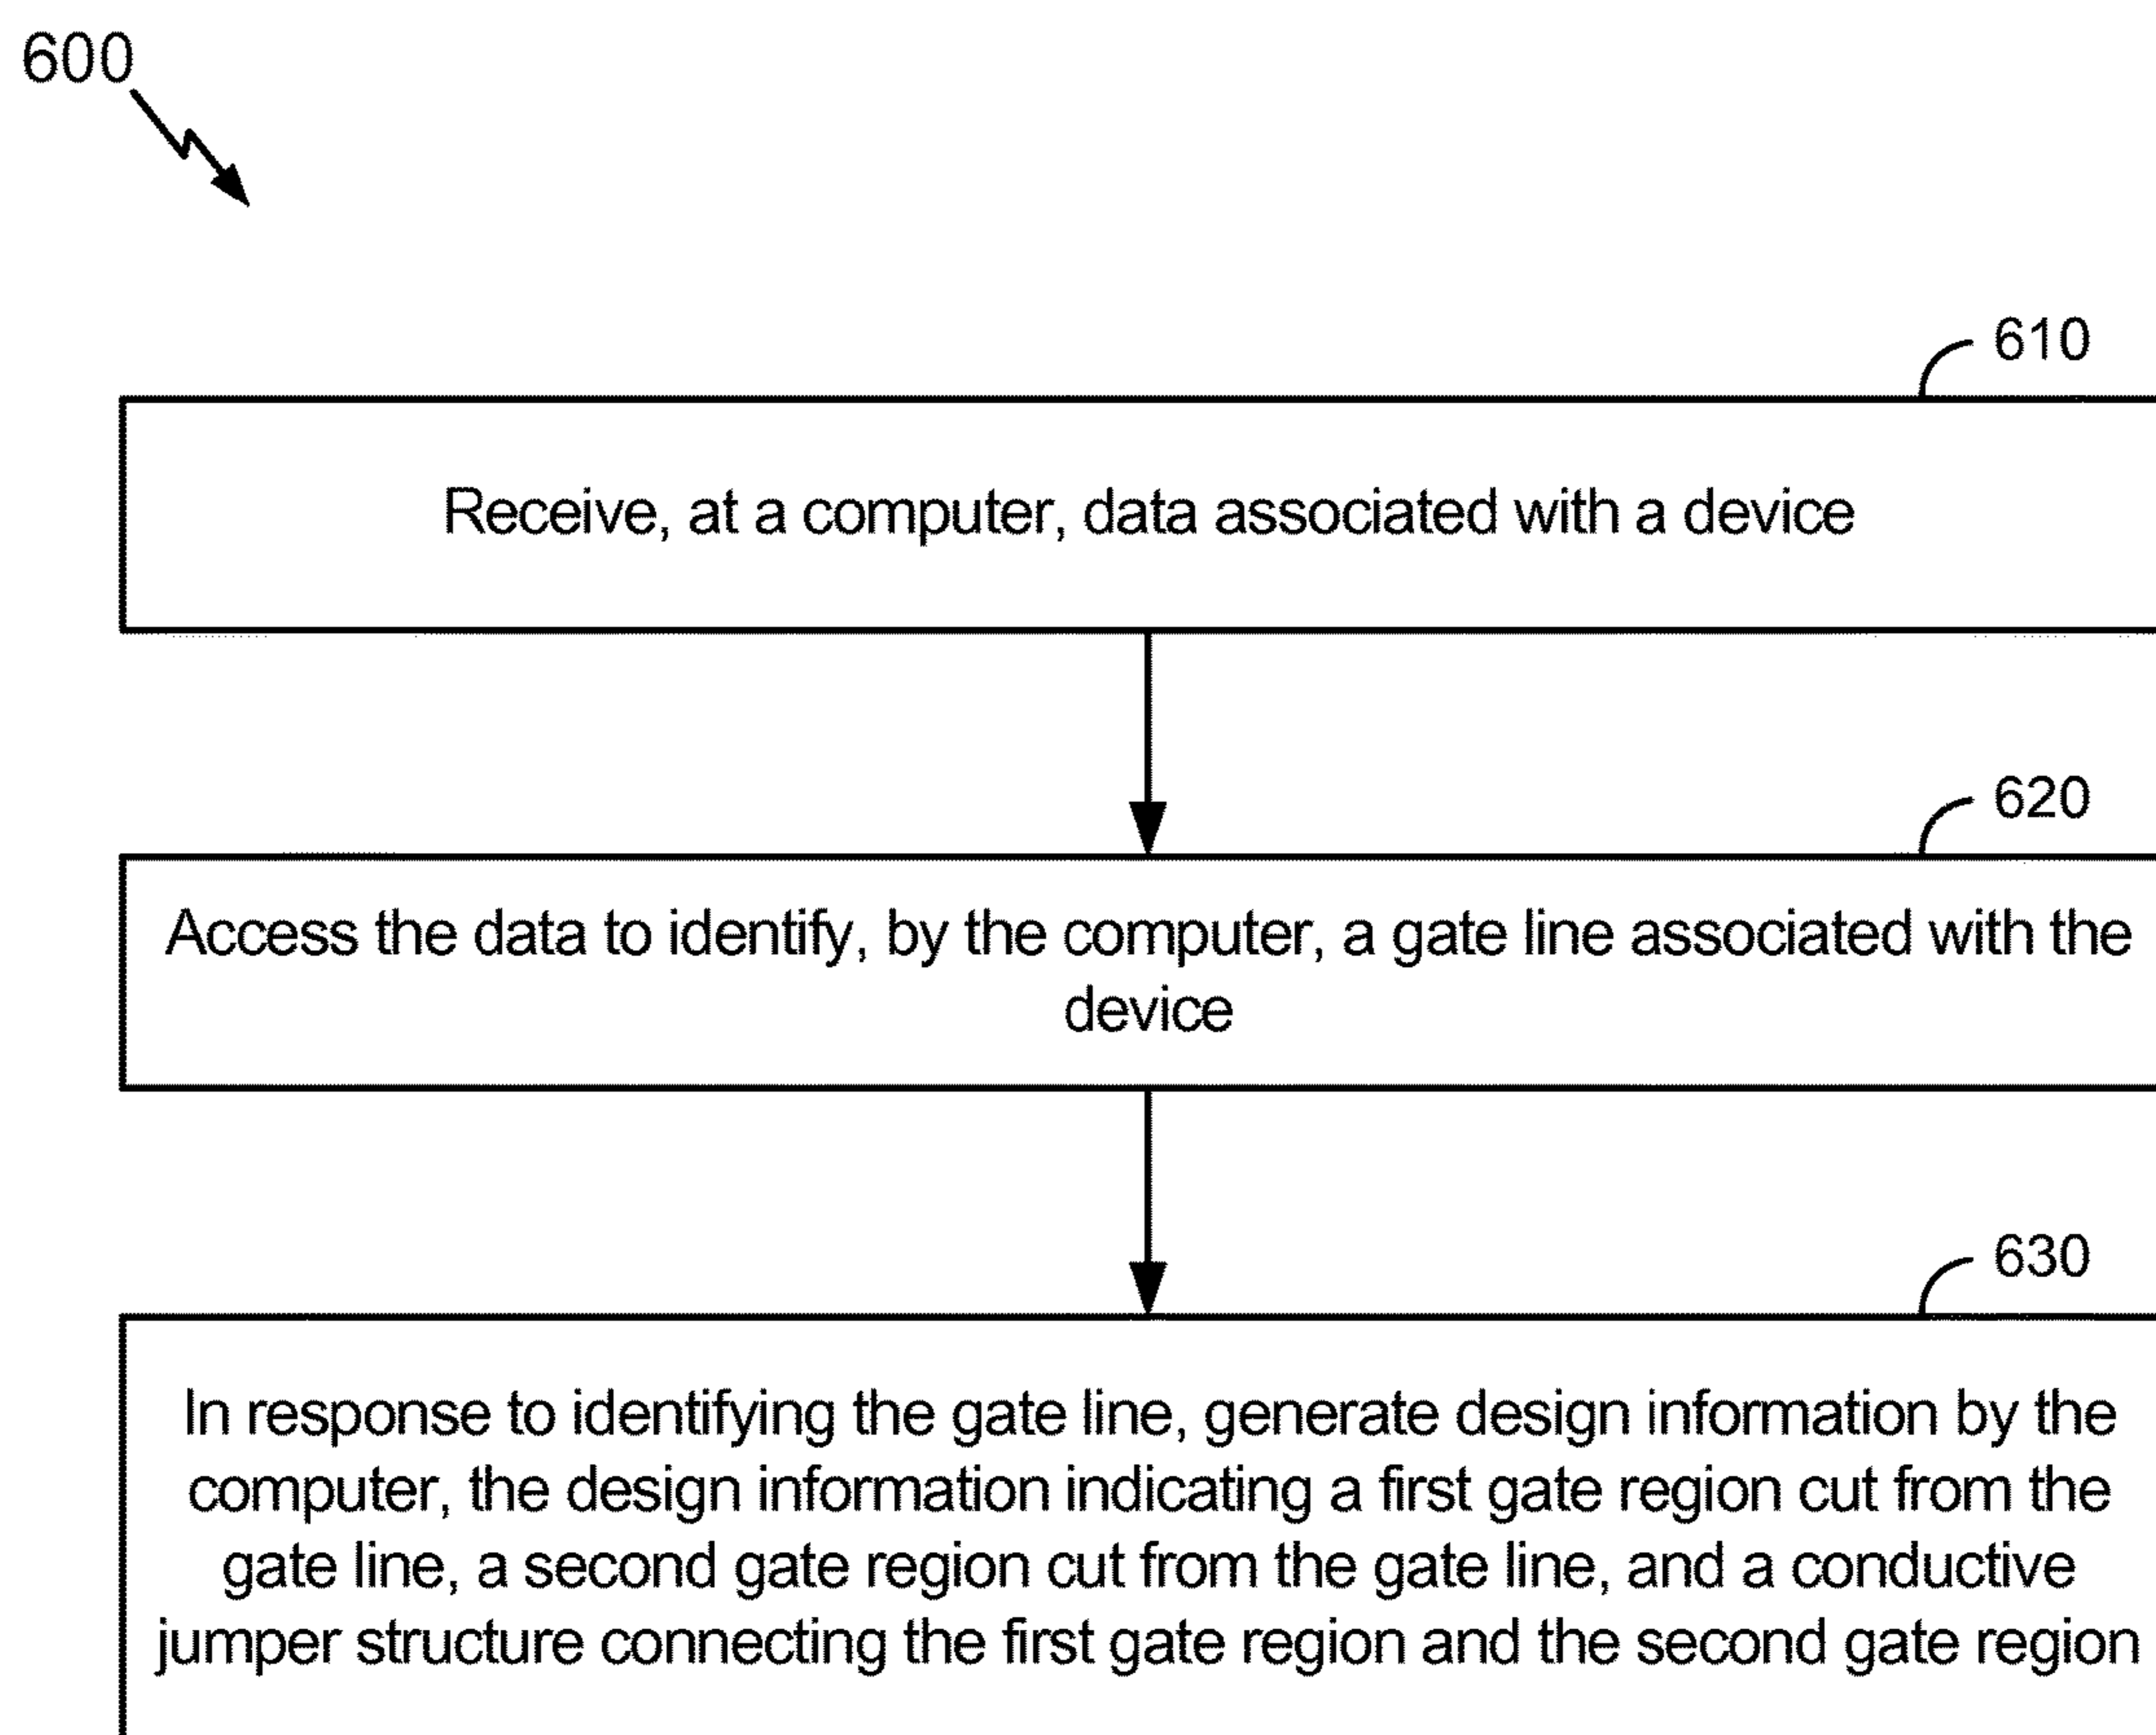 600
610
Receive, at a computer, data associated with a device
620
Access the data to identify, by the computer, a gate line associated with the
device
630
In response to identifying the gate line, generate design information by the
computer, the design information indicating a first gate region cut from the
gate line, a second gate region cut from the gate line, and a conductive
jumper structure connecting the first gate region and the second gate region